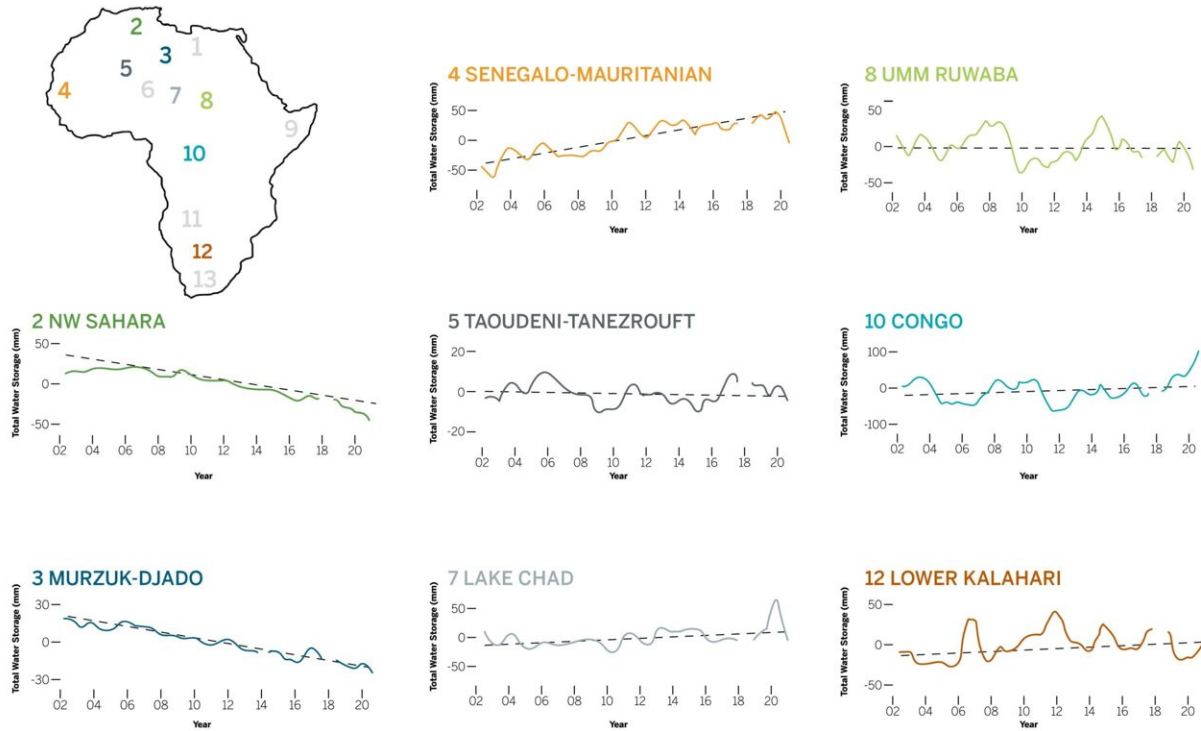 2
1
3
5
4
6
7
8
9
10
11
12
13
4 SENEGALO-MAURITANIAN
Total Water Storage (mm)
50
0
-50
02 04 06 08 10 12 14 16 18 20
Year
8 UMM RUWABA
Total Water Storage (mm)
50
0
-50
02 04 06 08 10 12 14 16 18 20
Year
2 NW SAHARA
Total Water Storage (mm)
50
0
-50
02 04 06 08 10 12 14 16 18 20
Year
5 TAOUDENI-TANEZROUFT
Total Water Storage (mm)
20
0
-20
02 04 06 08 10 12 14 16 18 20
Year
10 CONGO
Total Water Storage (mm)
100
0
-100
02 04 06 08 10 12 14 16 18 20
Year
3 MURZUK-DJADO
Total Water Storage (mm)
30
0
-30
02 04 06 08 10 12 14 16 18 20
Year
7 LAKE CHAD
Total Water Storage (mm)
50
0
-50
02 04 06 08 10 12 14 16 18 20
Year
12 LOWER KALAHARI
Total Water Storage (mm)
50
0
-50
02 04 06 08 10 12 14 16 18 20
Year